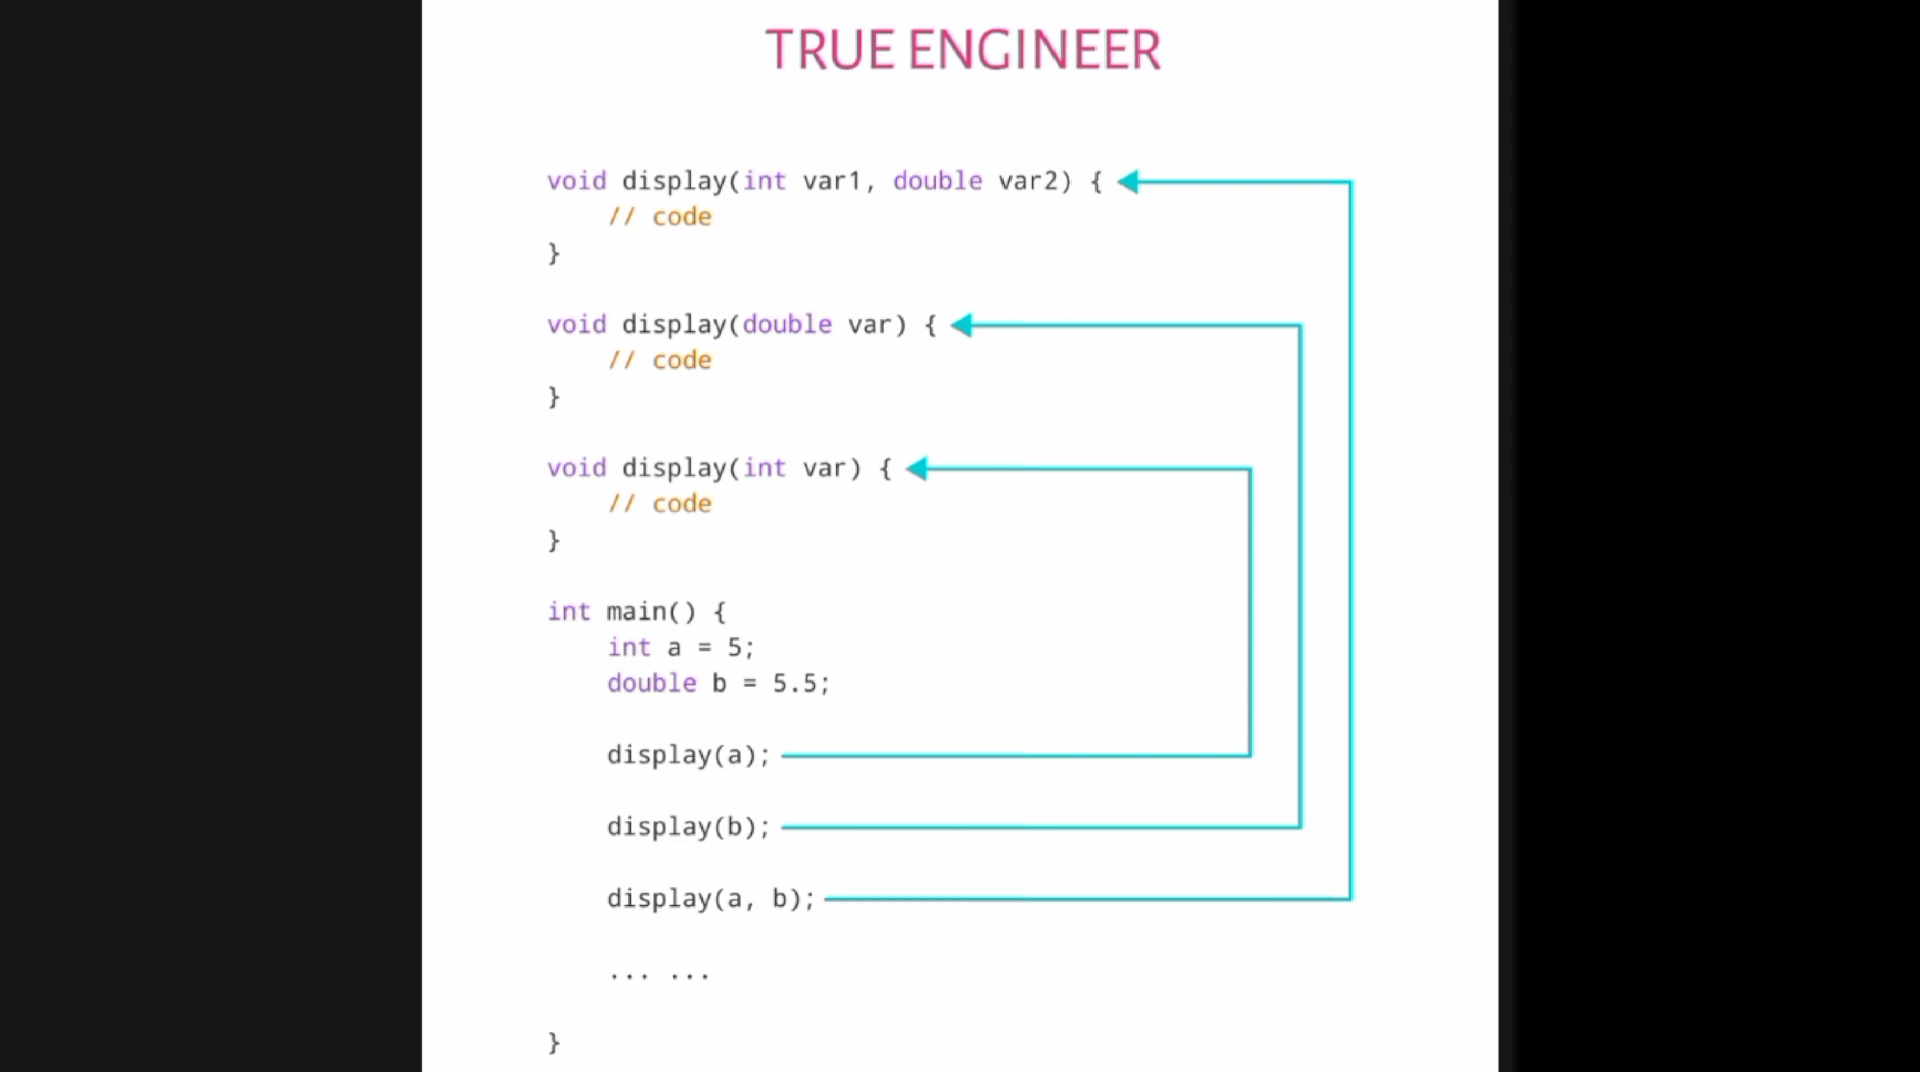 TRUE ENGINEER
void display(int var1, double var2) {
// code
}
void display(double var) {
// code
}
void display(int var) {
// code
}
int main() {
int a = 5;
double b = 5.5;
display(a);
display(b);
display(a, b);
... ...
}